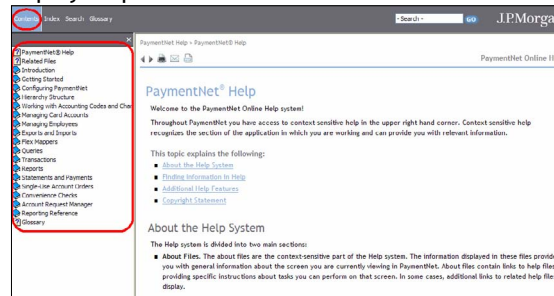 Contents Index Search Glossary
- Search - GO J.P.Morga
PaymentNet® Help
Related Files
Introduction
Getting Started
Configuring PaymentNet
Hierarchy Structure
Working with Accounting Codes and Char
Managing Card Accounts
Managing Employees
Exports and Imports
Flex Mappers
Queries
Transactions
Reports
Statements and Payments
Single-Use Account Orders
Convenience Checks
Account Request Manager
Reporting Reference
Glossary
PaymentNet Help > PaymentNet® Help
PaymentNet Online H
PaymentNet® Help
Welcome to the PaymentNet Online Help system!
Throughout PaymentNet you have access to context sensitive help in the upper right hand corner. Context sensitive help
recognizes the section of the application in which you are working and can provide you with relevant information.
This topic explains the following:
■ About the Help System
■ Finding Information in Help
■ Additional Help Features
■ Copyright Statement
About the Help System
The Help system is divided into two main sections:
■ About Files. The about files are the context-sensitive part of the Help system. The information displayed in these files provid
you with general information about the screen you are currently viewing in PaymentNet. About files contain links to help files
providing specific instructions about tasks you can perform on that screen. In some cases, additional links to related help file
display.